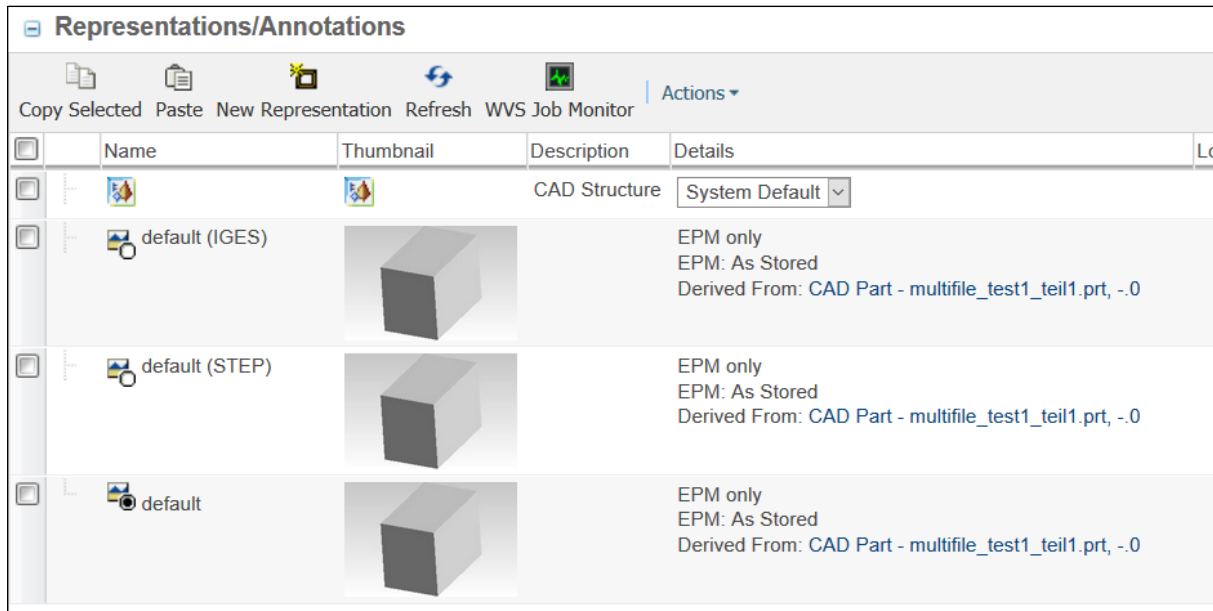 Representations/Annotations
Copy Selected Paste New Representation Refresh WVS Job Monitor Actions
Name Thumbnail Description Details Lo
CAD Structure System Default
default (IGES)
EPM only
EPM: As Stored
Derived From: CAD Part - multifile_test1_teil1.prt, -.0
default (STEP)
EPM only
EPM: As Stored
Derived From: CAD Part - multifile_test1_teil1.prt, -.0
default
EPM only
EPM: As Stored
Derived From: CAD Part - multifile_test1_teil1.prt, -.0